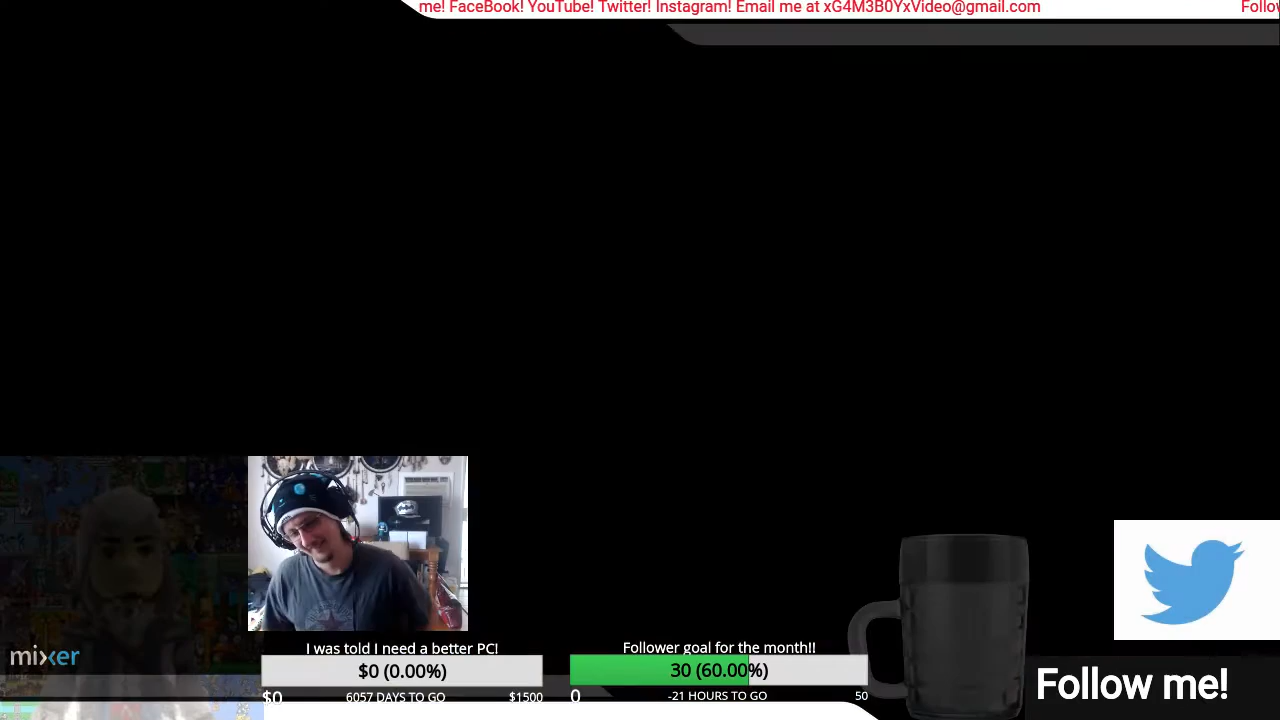 me! FaceBook! YouTube! Twitter! Instagram! Email me at xG4M3B0YxVideo@gmail.com
Follow
mixer
I was told I need a better PC!
$0 (0.00%)
$0 6057 DAYS TO GO $1500
Follower goal for the month!!
30 (60.00%)
0 -21 HOURS TO GO 50
Follow me!